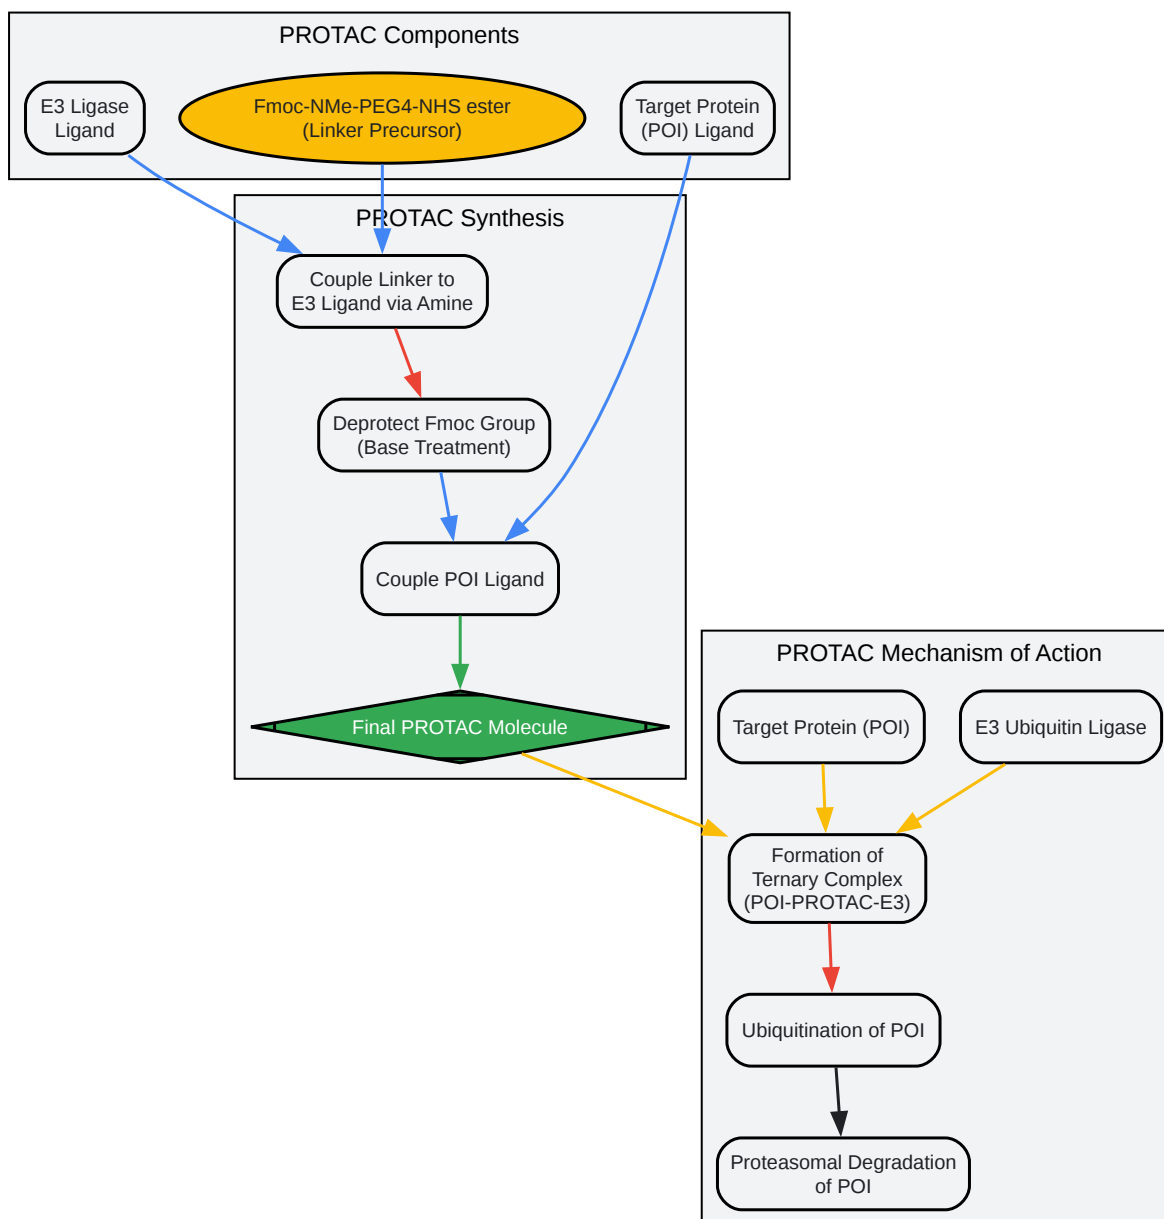 PROTAC Components
E3 Ligase
Ligand
Fmoc-NMe-PEG4-NHS ester
(Linker Precursor)
Target Protein
(POI) Ligand
PROTAC Synthesis
Couple Linker to
E3 Ligand via Amine
Deprotect Fmoc Group
(Base Treatment)
Couple POI Ligand
Final PROTAC Molecule
PROTAC Mechanism of Action
Target Protein (POI)
E3 Ubiquitin Ligase
Formation of
Ternary Complex
(POI-PROTAC-E3)
Ubiquitination of POI
Proteasomal Degradation
of POI